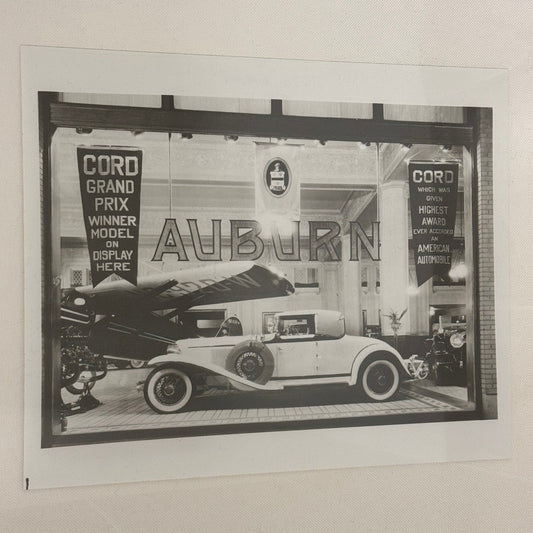 CORD
GRAND
PRIX
WINNER
MODEL
ON
DISPLAY
HERE
AUBURN
CORD
WHICH WAS
GIVEN
HIGHEST
AWARD
EVER ACCORDED
AN
AMERICAN
AUTOMOBILE